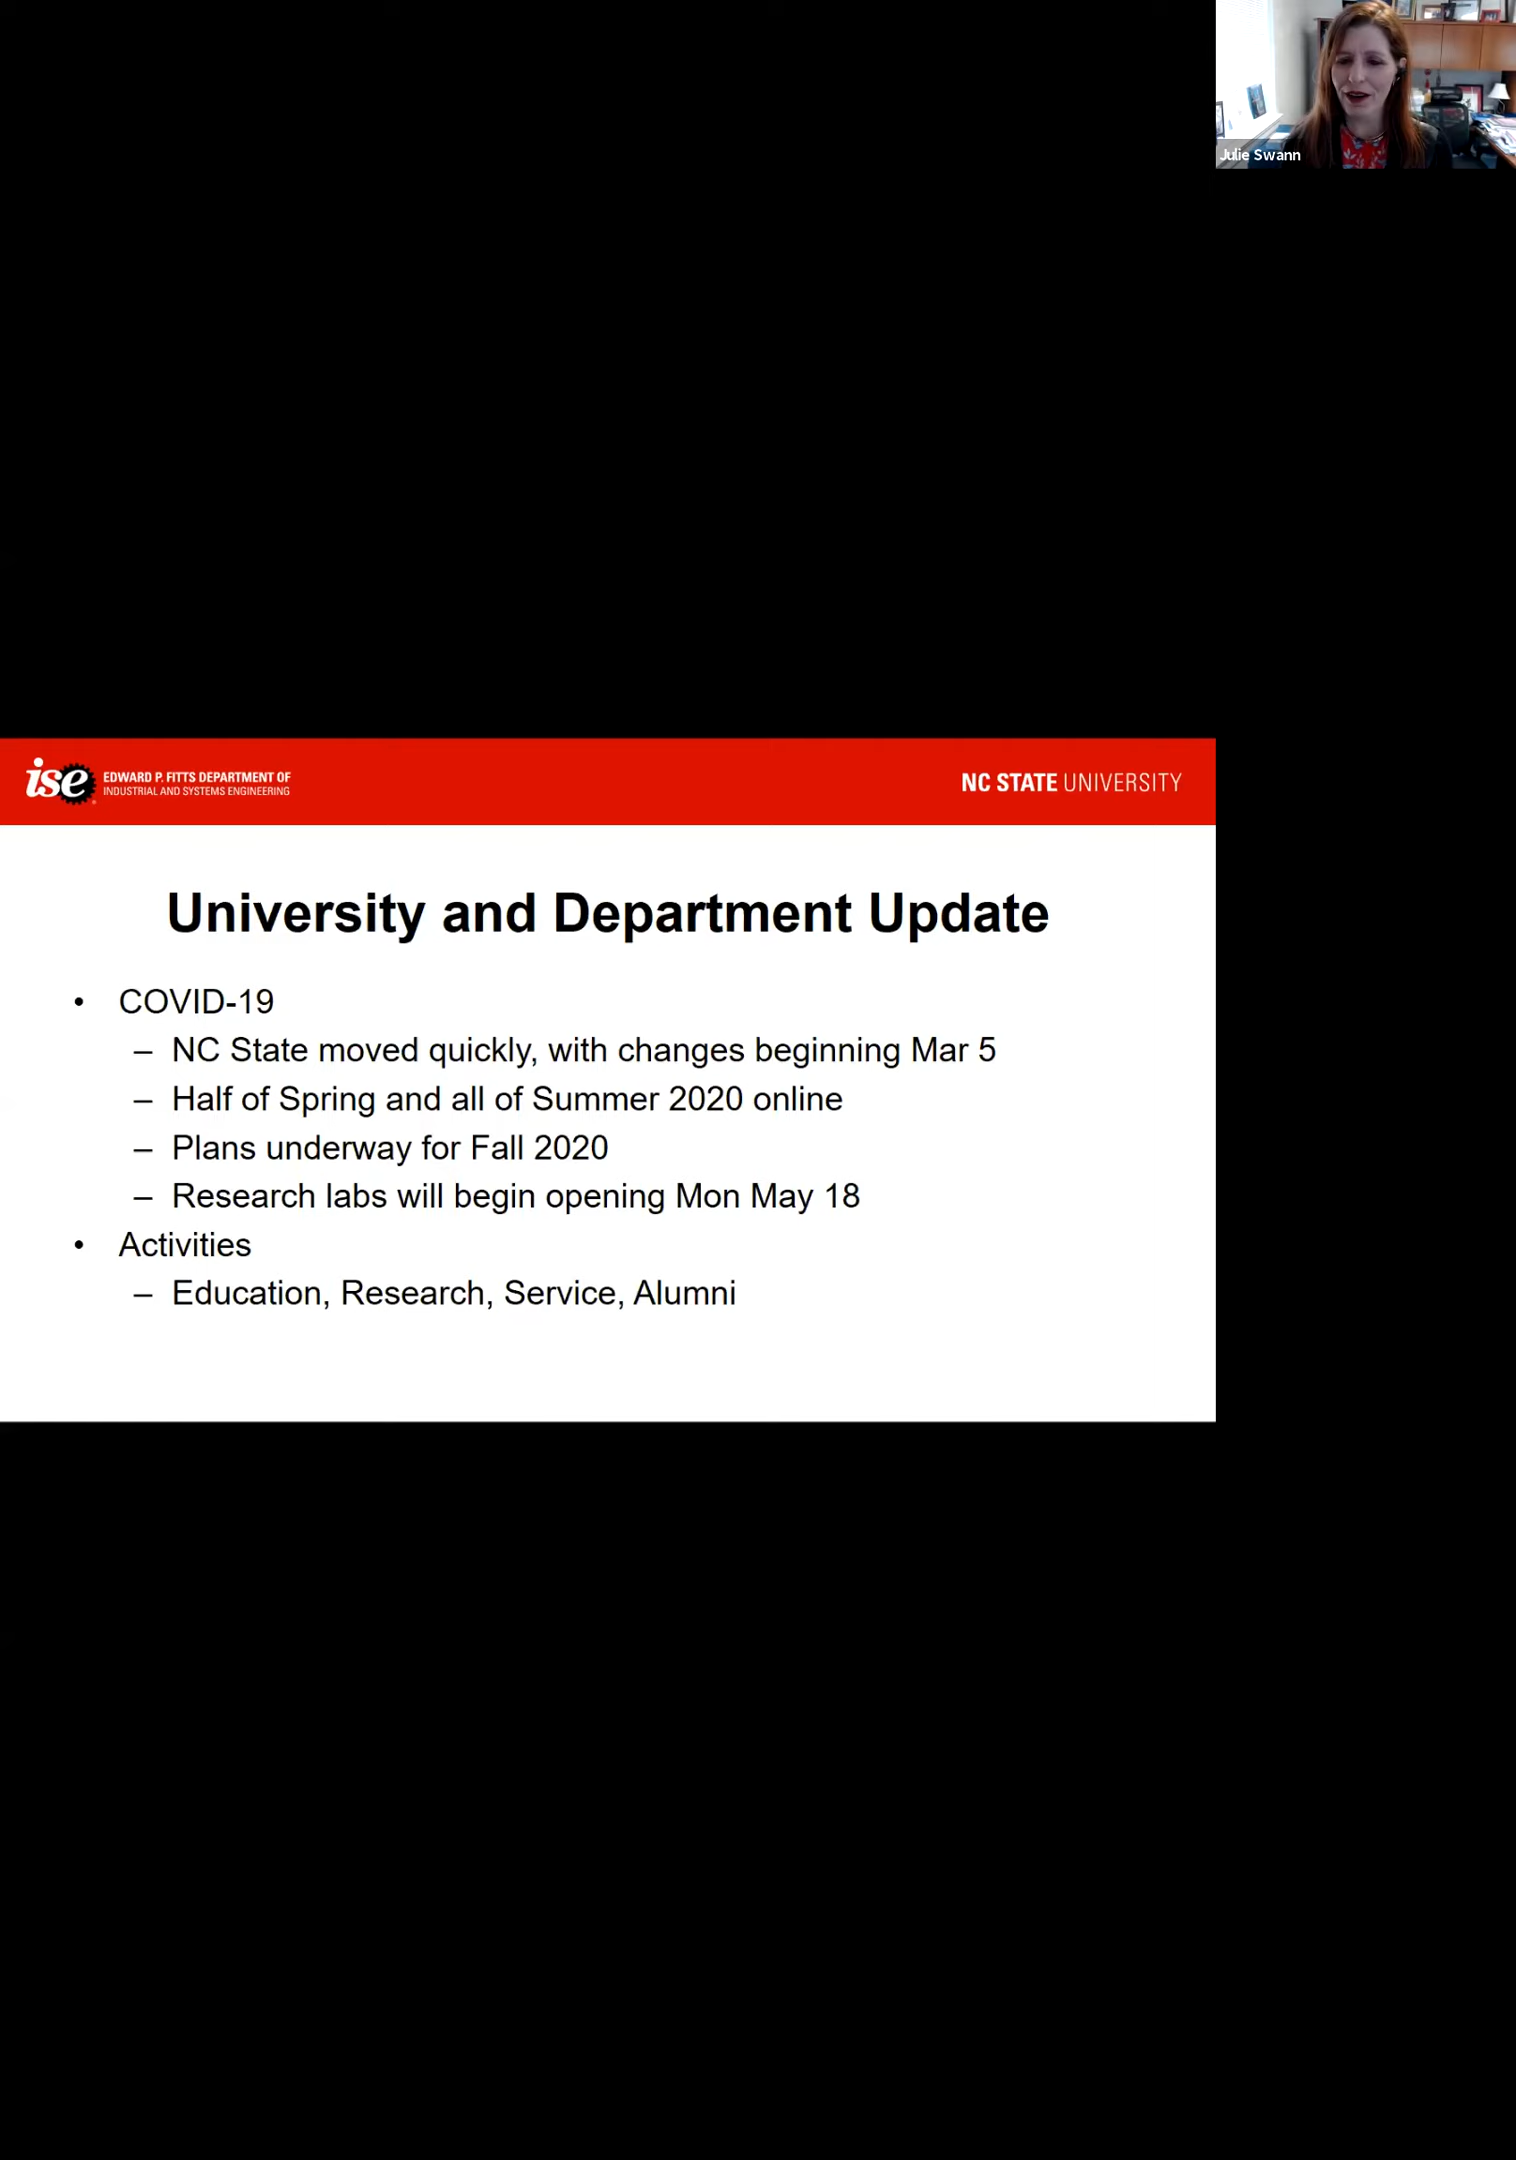 Julie Swann
ise
EDWARD P. FITTS DEPARTMENT OF
INDUSTRIAL AND SYSTEMS ENGINEERING
NC STATE UNIVERSITY
University and Department Update
• COVID-19
– NC State moved quickly, with changes beginning Mar 5
– Half of Spring and all of Summer 2020 online
– Plans underway for Fall 2020
– Research labs will begin opening Mon May 18
• Activities
– Education, Research, Service, Alumni